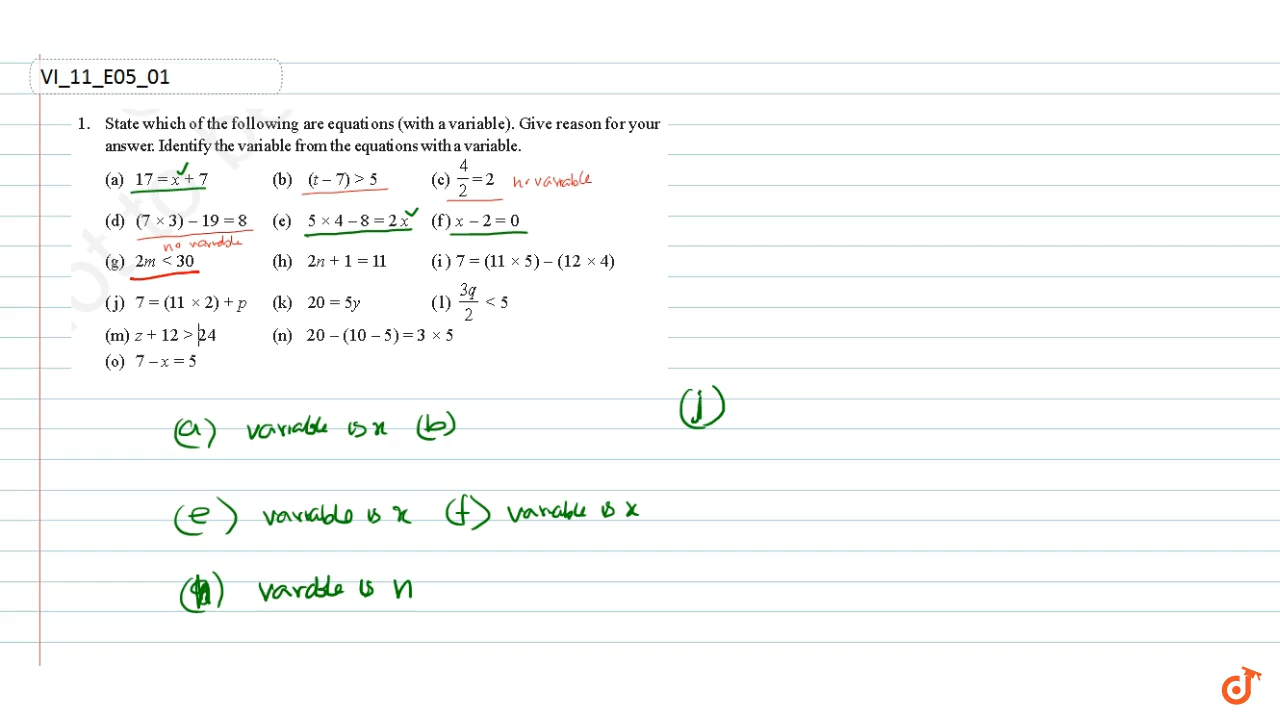 VI_11_E05_01
1. State which of the following are equations (with a variable). Give reason for your
answer. Identify the variable from the equations with a variable.
(a) 17 = x + 7 (b) (t – 7) > 5 (c) 4/2 = 2 no variable
(d) (7 × 3) – 19 = 8 (e) 5 × 4 – 8 = 2 x (f) x – 2 = 0
no variable
(g) 2m < 30 (h) 2n + 1 = 11 (i) 7 = (11 × 5) – (12 × 4)
(j) 7 = (11 × 2) + p (k) 20 = 5y (l) 3q/2 < 5
(m) z + 12 > 24 (n) 20 – (10 – 5) = 3 × 5
(o) 7 – x = 5
(j)
(a) variable is x (b)
(e) variable is x (f) variable is x
(h) varible is n